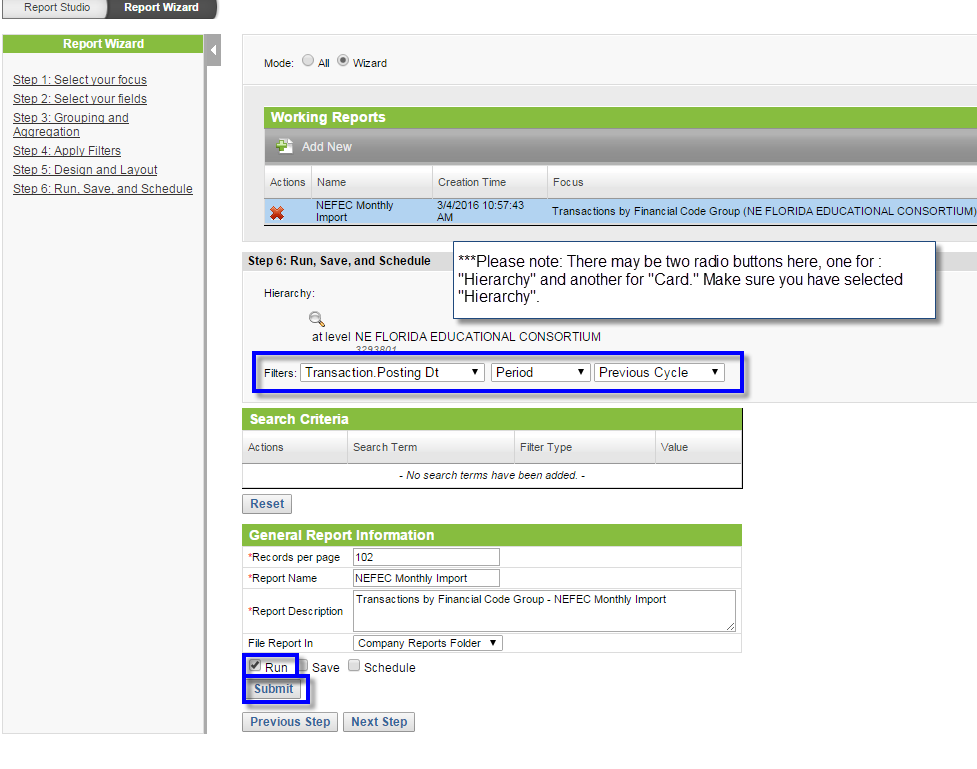 Report Studio
Report Wizard
Report Wizard
Step 1: Select your focus
Step 2: Select your fields
Step 3: Grouping and
Aggregation
Step 4: Apply Filters
Step 5: Design and Layout
Step 6: Run, Save, and Schedule
Mode: All Wizard
Working Reports
Add New
Actions Name Creation Time Focus
NEFEC Monthly
Import
3/4/2016 10:57:43
AM
Transactions by Financial Code Group (NE FLORIDA EDUCATIONAL CONSORTIUM)
Step 6: Run, Save, and Schedule
***Please note: There may be two radio buttons here, one for :
"Hierarchy" and another for "Card." Make sure you have selected
"Hierarchy".
Hierarchy:
at level NE FLORIDA EDUCATIONAL CONSORTIUM
3293801
Filters: Transaction.Posting Dt Period Previous Cycle
Search Criteria
Actions Search Term Filter Type Value
- No search terms have been added. -
Reset
General Report Information
*Records per page 102
*Report Name NEFEC Monthly Import
*Report Description Transactions by Financial Code Group - NEFEC Monthly Import
File Report In Company Reports Folder
Run Save Schedule
Submit
Previous Step Next Step